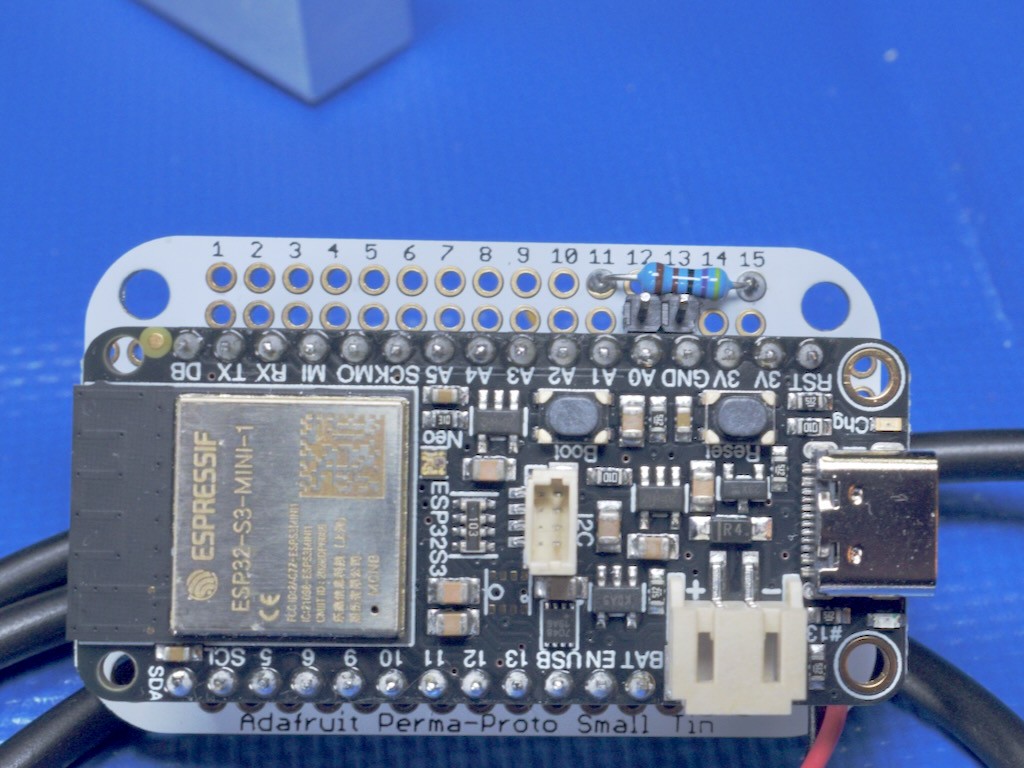 1 2 3 4 5 6 7 8 9 10 11 12 13 14 15
DB TX RX MI MO SCK A5 A4 A3 A2 A1 A0 GND 3V 3V RST
Chg
Neo
Boot
Reset
ESP32S3
I2C
ESPRESSIF
ESP32-S3-MINI-1
CE
M0N8
R4
+ -
#13
SDA SCL 5 6 9 10 11 12 13 USB EN BAT
Adafruit Perma-Proto Small Tin